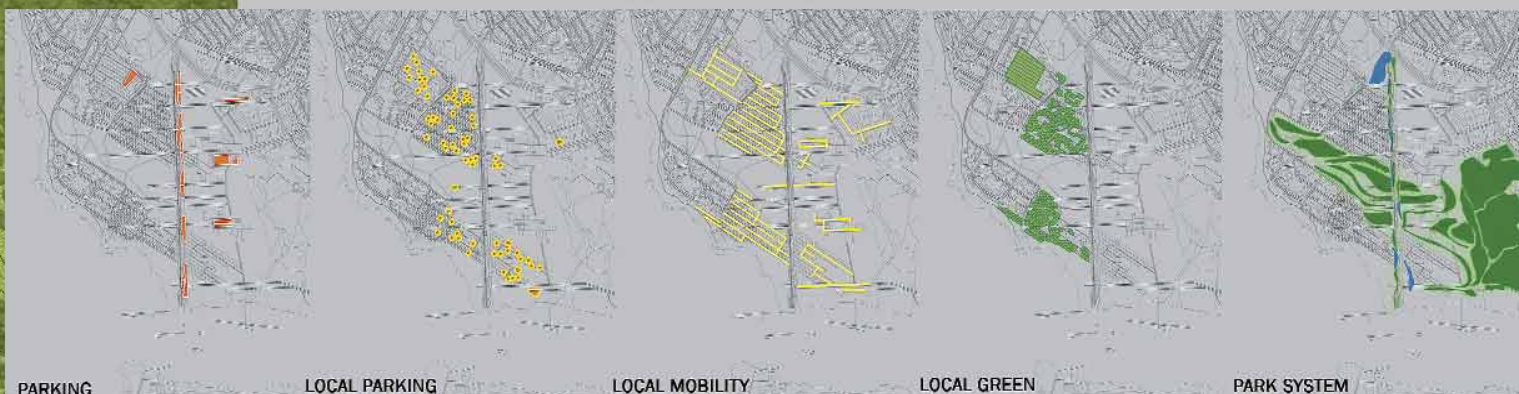 PARKING
LOCAL PARKING
LOCAL MOBILITY
LOCAL GREEN
PARK SYSTEM